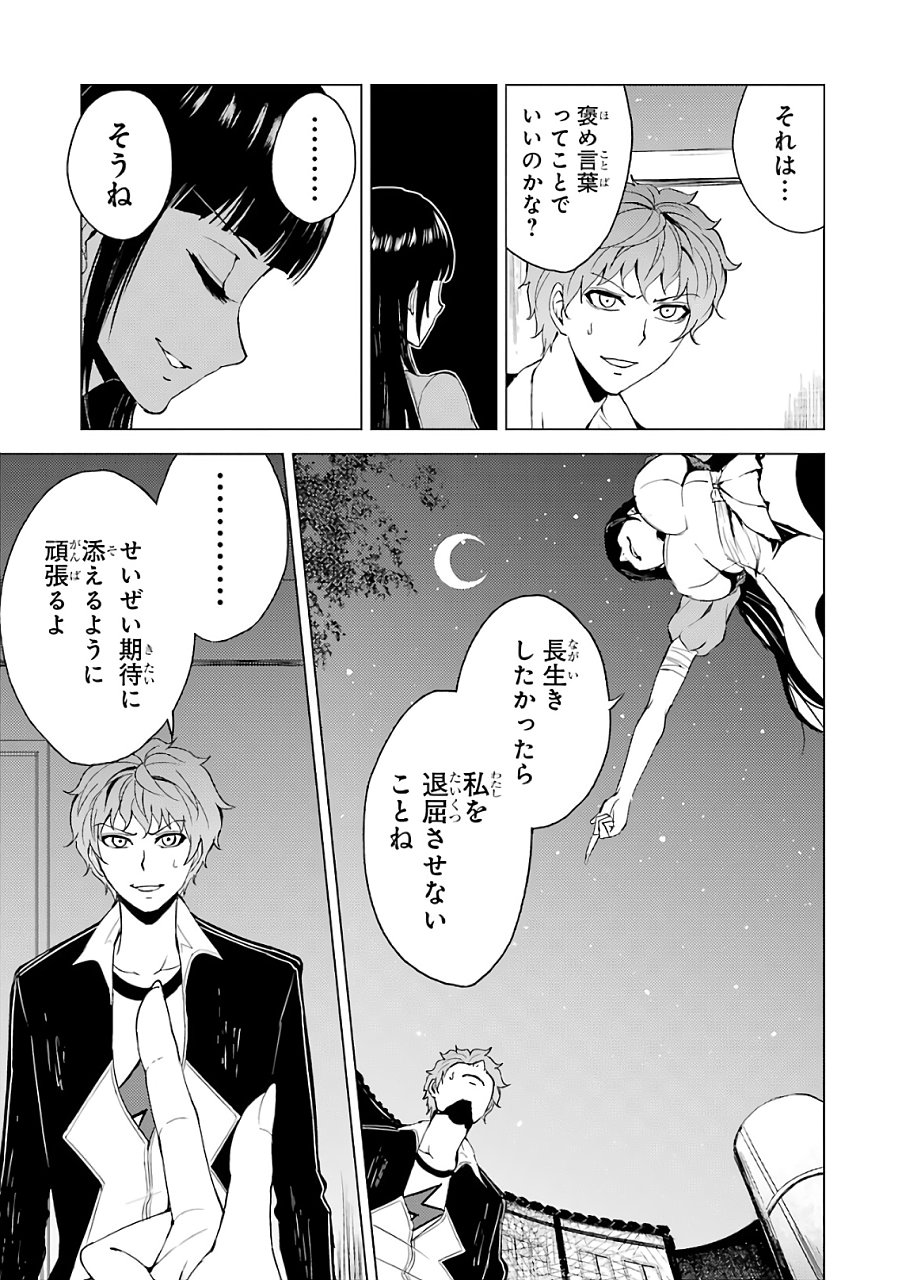 それは…
褒め言葉
ってことで
いいのかな？
………
そうね
長生き
したかったら
私を
退屈させない
ことね
………
せいぜい期待に
添えるように
頑張るよ